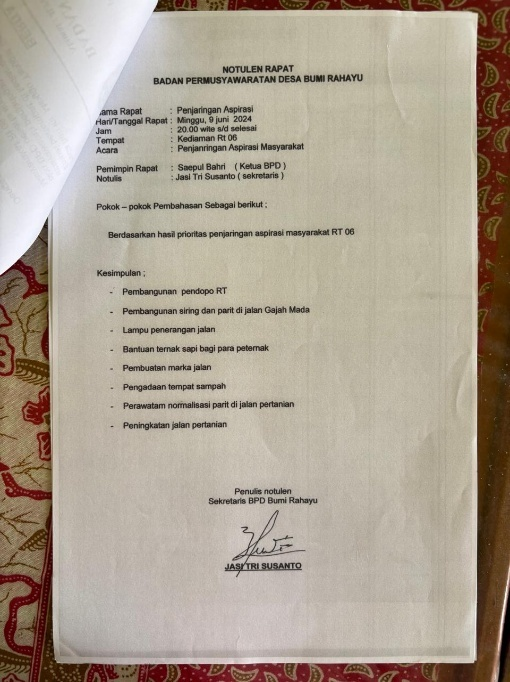 NOTULEN RAPAT
BADAN PERMUSYAWARATAN DESA BUMI RAHAYU
ama Rapat : Penjaringan Aspirasi
Hari/Tanggal Rapat : Minggu, 9 juni 2024
Jam : 20.00 wite s/d selesai
Tempat : Kediaman Rt 06
Acara : Penjanringan Aspirasi Masyarakat
Pemimpin Rapat : Saepul Bahri ( Ketua BPD )
Notulis : Jasi Tri Susanto ( sekretaris )
Pokok – pokok Pembahasan Sebagai berikut ;
Berdasarkan hasil prioritas penjaringan aspirasi masyarakat RT 06
Kesimpulan ;
- Pembangunan pendopo RT
- Pembangunan siring dan parit di jalan Gajah Mada
- Lampu penerangan jalan
- Bantuan ternak sapi bagi para peternak
- Pembuatan marka jalan
- Pengadaan tempat sampah
- Perawatam normalisasi parit di jalan pertanian
- Peningkatan jalan pertanian
Penulis notulen
Sekretaris BPD Bumi Rahayu
JASI TRI SUSANTO